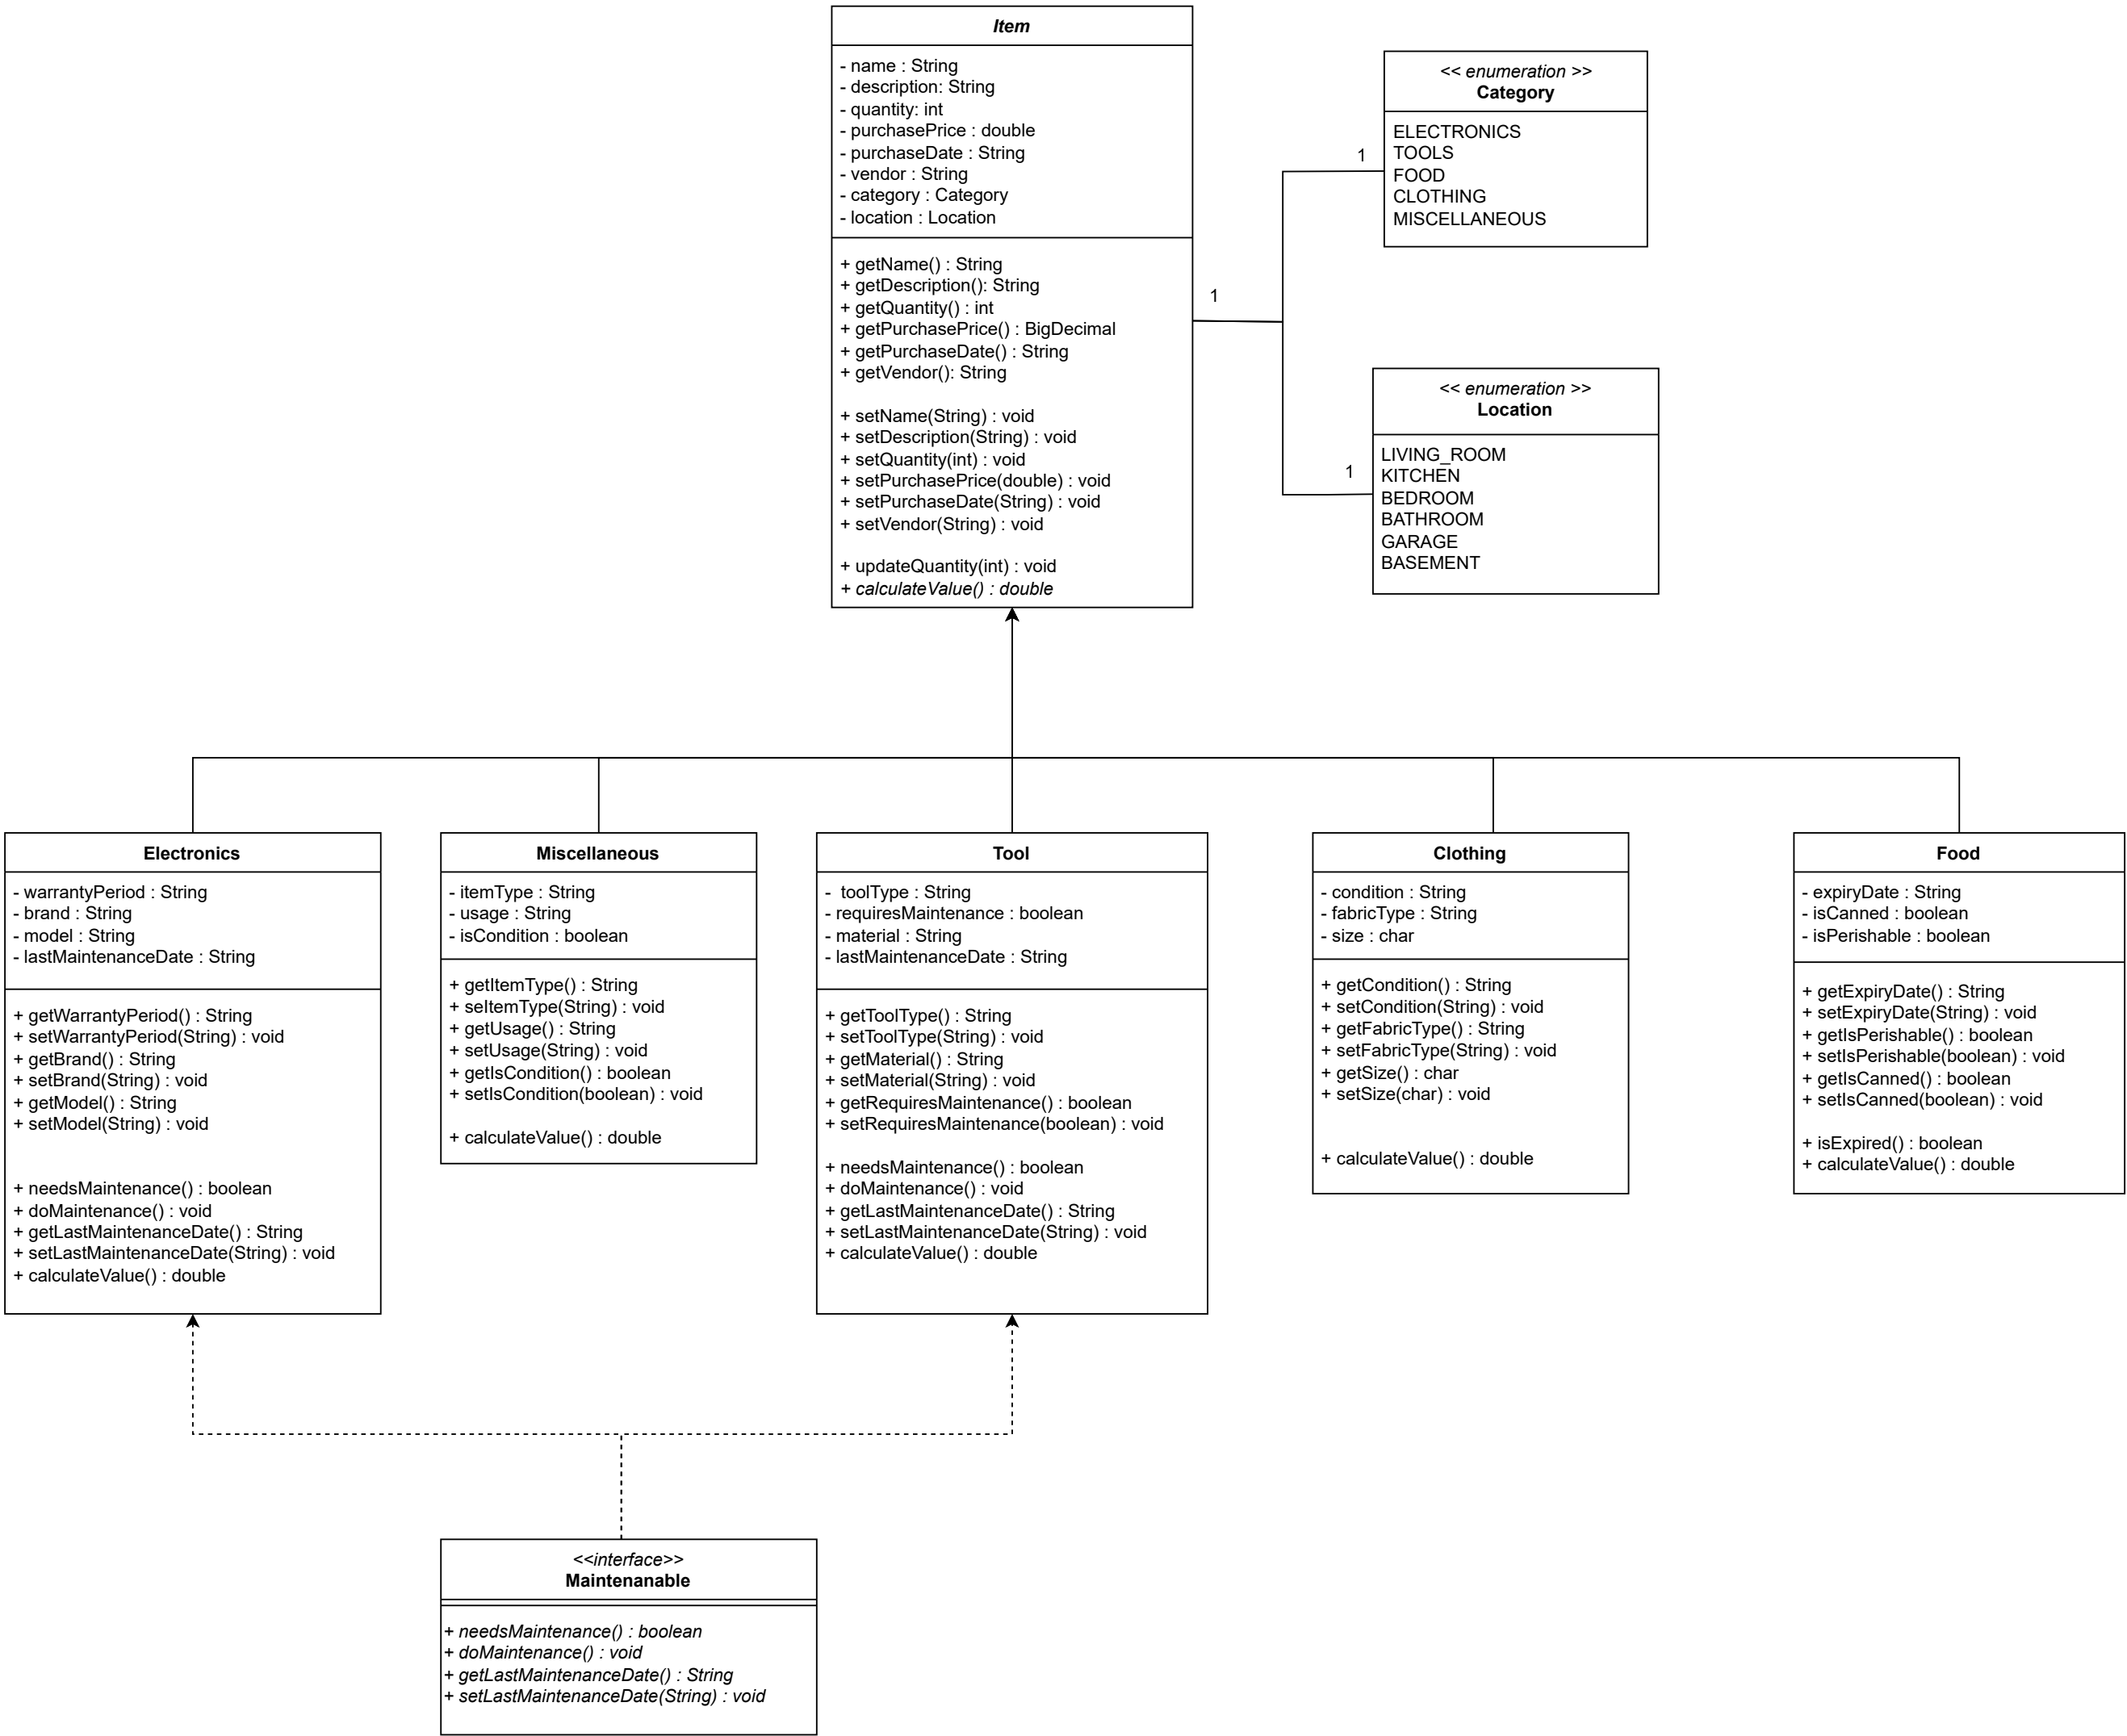 Item
- name : String
- description: String
- quantity: int
- purchasePrice : double
- purchaseDate : String
- vendor : String
- category : Category
- location : Location
+ getName() : String
+ getDescription(): String
+ getQuantity() : int
+ getPurchasePrice() : BigDecimal
+ getPurchaseDate() : String
+ getVendor(): String
+ setName(String) : void
+ setDescription(String) : void
+ setQuantity(int) : void
+ setPurchasePrice(double) : void
+ setPurchaseDate(String) : void
+ setVendor(String) : void
+ updateQuantity(int) : void
+ calculateValue() : double
1
1
1
<< enumeration >>
Category
ELECTRONICS
TOOLS
FOOD
CLOTHING
MISCELLANEOUS
<< enumeration >>
Location
LIVING_ROOM
KITCHEN
BEDROOM
BATHROOM
GARAGE
BASEMENT
Electronics
- warrantyPeriod : String
- brand : String
- model : String
- lastMaintenanceDate : String
+ getWarrantyPeriod() : String
+ setWarrantyPeriod(String) : void
+ getBrand() : String
+ setBrand(String) : void
+ getModel() : String
+ setModel(String) : void
+ needsMaintenance() : boolean
+ doMaintenance() : void
+ getLastMaintenanceDate() : String
+ setLastMaintenanceDate(String) : void
+ calculateValue() : double
Miscellaneous
- itemType : String
- usage : String
- isCondition : boolean
+ getItemType() : String
+ seItemType(String) : void
+ getUsage() : String
+ setUsage(String) : void
+ getIsCondition() : boolean
+ setIsCondition(boolean) : void
+ calculateValue() : double
Tool
- toolType : String
- requiresMaintenance : boolean
- material : String
- lastMaintenanceDate : String
+ getToolType() : String
+ setToolType(String) : void
+ getMaterial() : String
+ setMaterial(String) : void
+ getRequiresMaintenance() : boolean
+ setRequiresMaintenance(boolean) : void
+ needsMaintenance() : boolean
+ doMaintenance() : void
+ getLastMaintenanceDate() : String
+ setLastMaintenanceDate(String) : void
+ calculateValue() : double
Clothing
- condition : String
- fabricType : String
- size : char
+ getCondition() : String
+ setCondition(String) : void
+ getFabricType() : String
+ setFabricType(String) : void
+ getSize() : char
+ setSize(char) : void
+ calculateValue() : double
Food
- expiryDate : String
- isCanned : boolean
- isPerishable : boolean
+ getExpiryDate() : String
+ setExpiryDate(String) : void
+ getIsPerishable() : boolean
+ setIsPerishable(boolean) : void
+ getIsCanned() : boolean
+ setIsCanned(boolean) : void
+ isExpired() : boolean
+ calculateValue() : double
<<interface>>
Maintenanable
+ needsMaintenance() : boolean
+ doMaintenance() : void
+ getLastMaintenanceDate() : String
+ setLastMaintenanceDate(String) : void